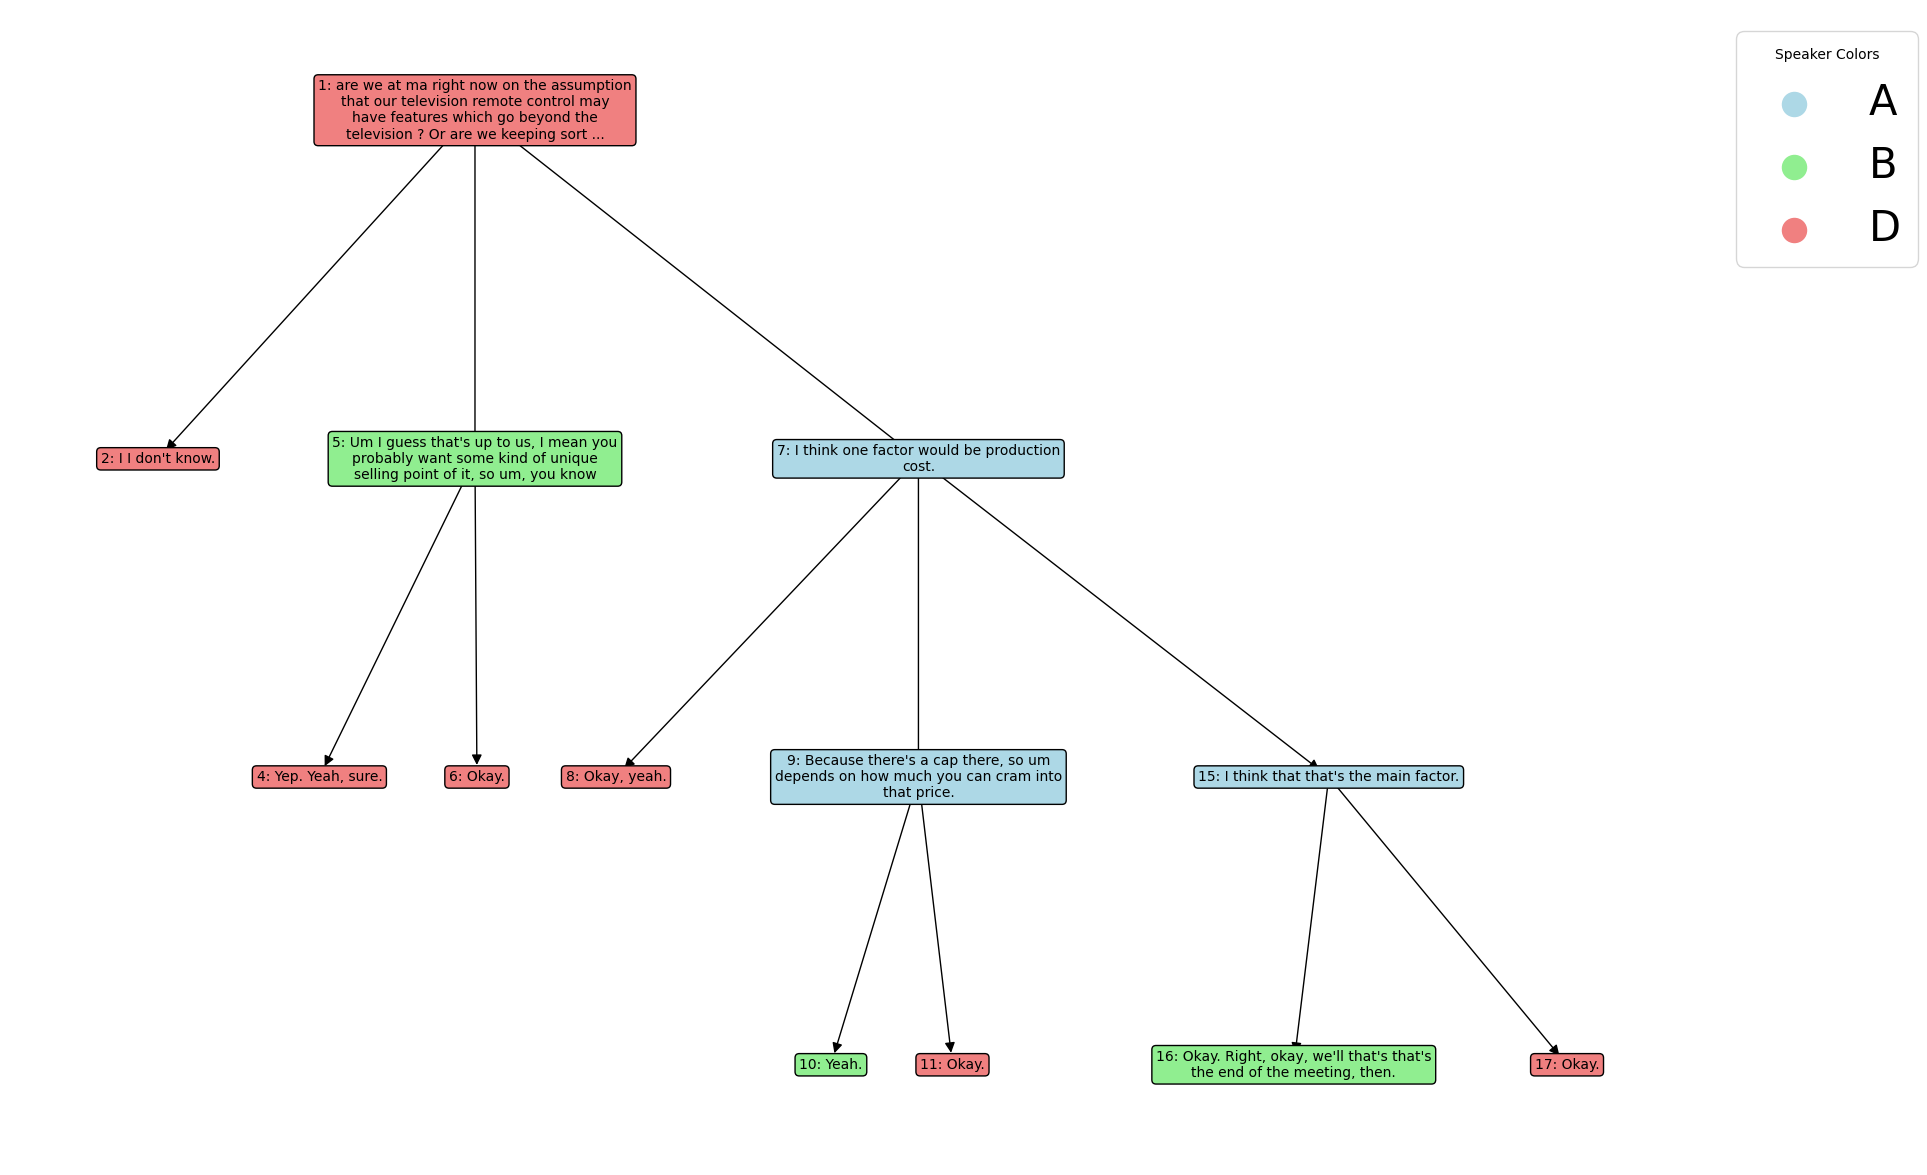 Speaker Colors
A
B
D
1: are we at ma right now on the assumption
that our television remote control may
have features which go beyond the
television ? Or are we keeping sort ...
2: I I don't know.
5: Um I guess that's up to us, I mean you
probably want some kind of unique
selling point of it, so um, you know
7: I think one factor would be production
cost.
4: Yep. Yeah, sure.
6: Okay.
8: Okay, yeah.
9: Because there's a cap there, so um
depends on how much you can cram into
that price.
15: I think that that's the main factor.
10: Yeah.
11: Okay.
16: Okay. Right, okay, we'll that's that's
the end of the meeting, then.
17: Okay.